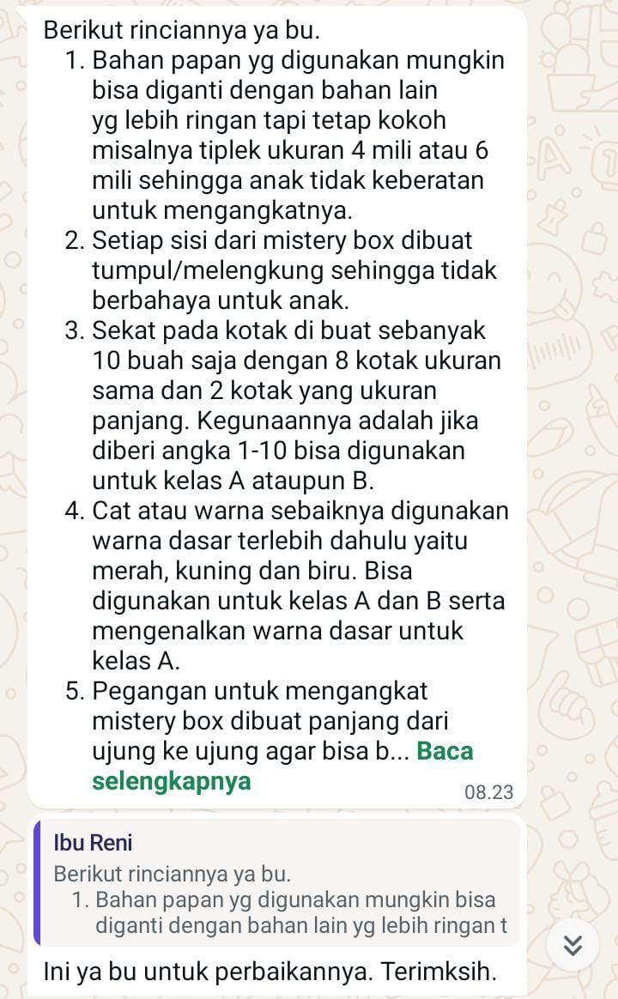 Berikut rinciannya ya bu.
1. Bahan papan yg digunakan mungkin
bisa diganti dengan bahan lain
yg lebih ringan tapi tetap kokoh
misalnya tiplek ukuran 4 mili atau 6
mili sehingga anak tidak keberatan
untuk mengangkatnya.
2. Setiap sisi dari mistery box dibuat
tumpul/melengkung sehingga tidak
berbahaya untuk anak.
3. Sekat pada kotak di buat sebanyak
10 buah saja dengan 8 kotak ukuran
sama dan 2 kotak yang ukuran
panjang. Kegunaannya adalah jika
diberi angka 1-10 bisa digunakan
untuk kelas A ataupun B.
4. Cat atau warna sebaiknya digunakan
warna dasar terlebih dahulu yaitu
merah, kuning dan biru. Bisa
digunakan untuk kelas A dan B serta
mengenalkan warna dasar untuk
kelas A.
5. Pegangan untuk mengangkat
mistery box dibuat panjang dari
ujung ke ujung agar bisa b... Baca
selengkapnya
08.23
Ibu Reni
Berikut rinciannya ya bu.
1. Bahan papan yg digunakan mungkin bisa
diganti dengan bahan lain yg lebih ringan t
Ini ya bu untuk perbaikannya. Terimksih.